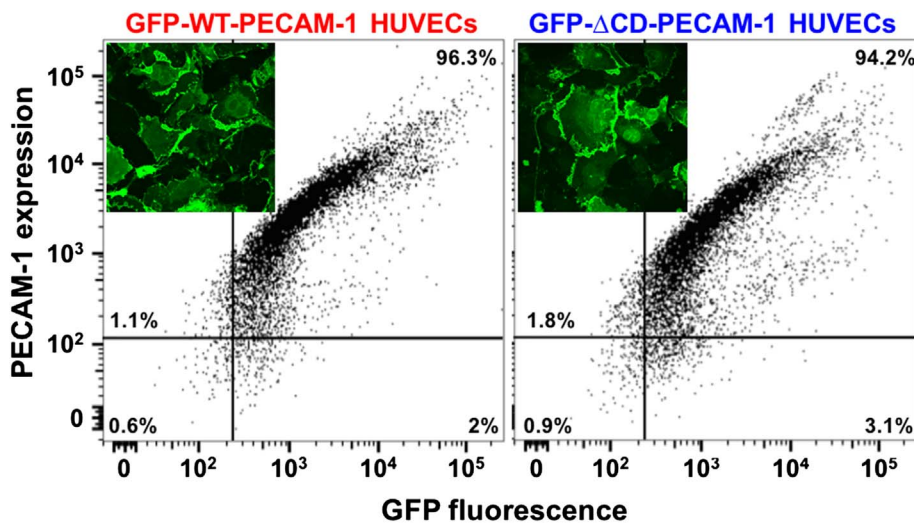 GFP-WT-PECAM-1 HUVECs GFP-ΔCD-PECAM-1 HUVECs
PECAM-1 expression
10⁵
10⁴
10³
10²
0
96.3%
1.1%
0.6%
2%
0 10² 10³ 10⁴ 10⁵
94.2%
1.8%
0.9%
3.1%
0 10² 10³ 10⁴ 10⁵
GFP fluorescence